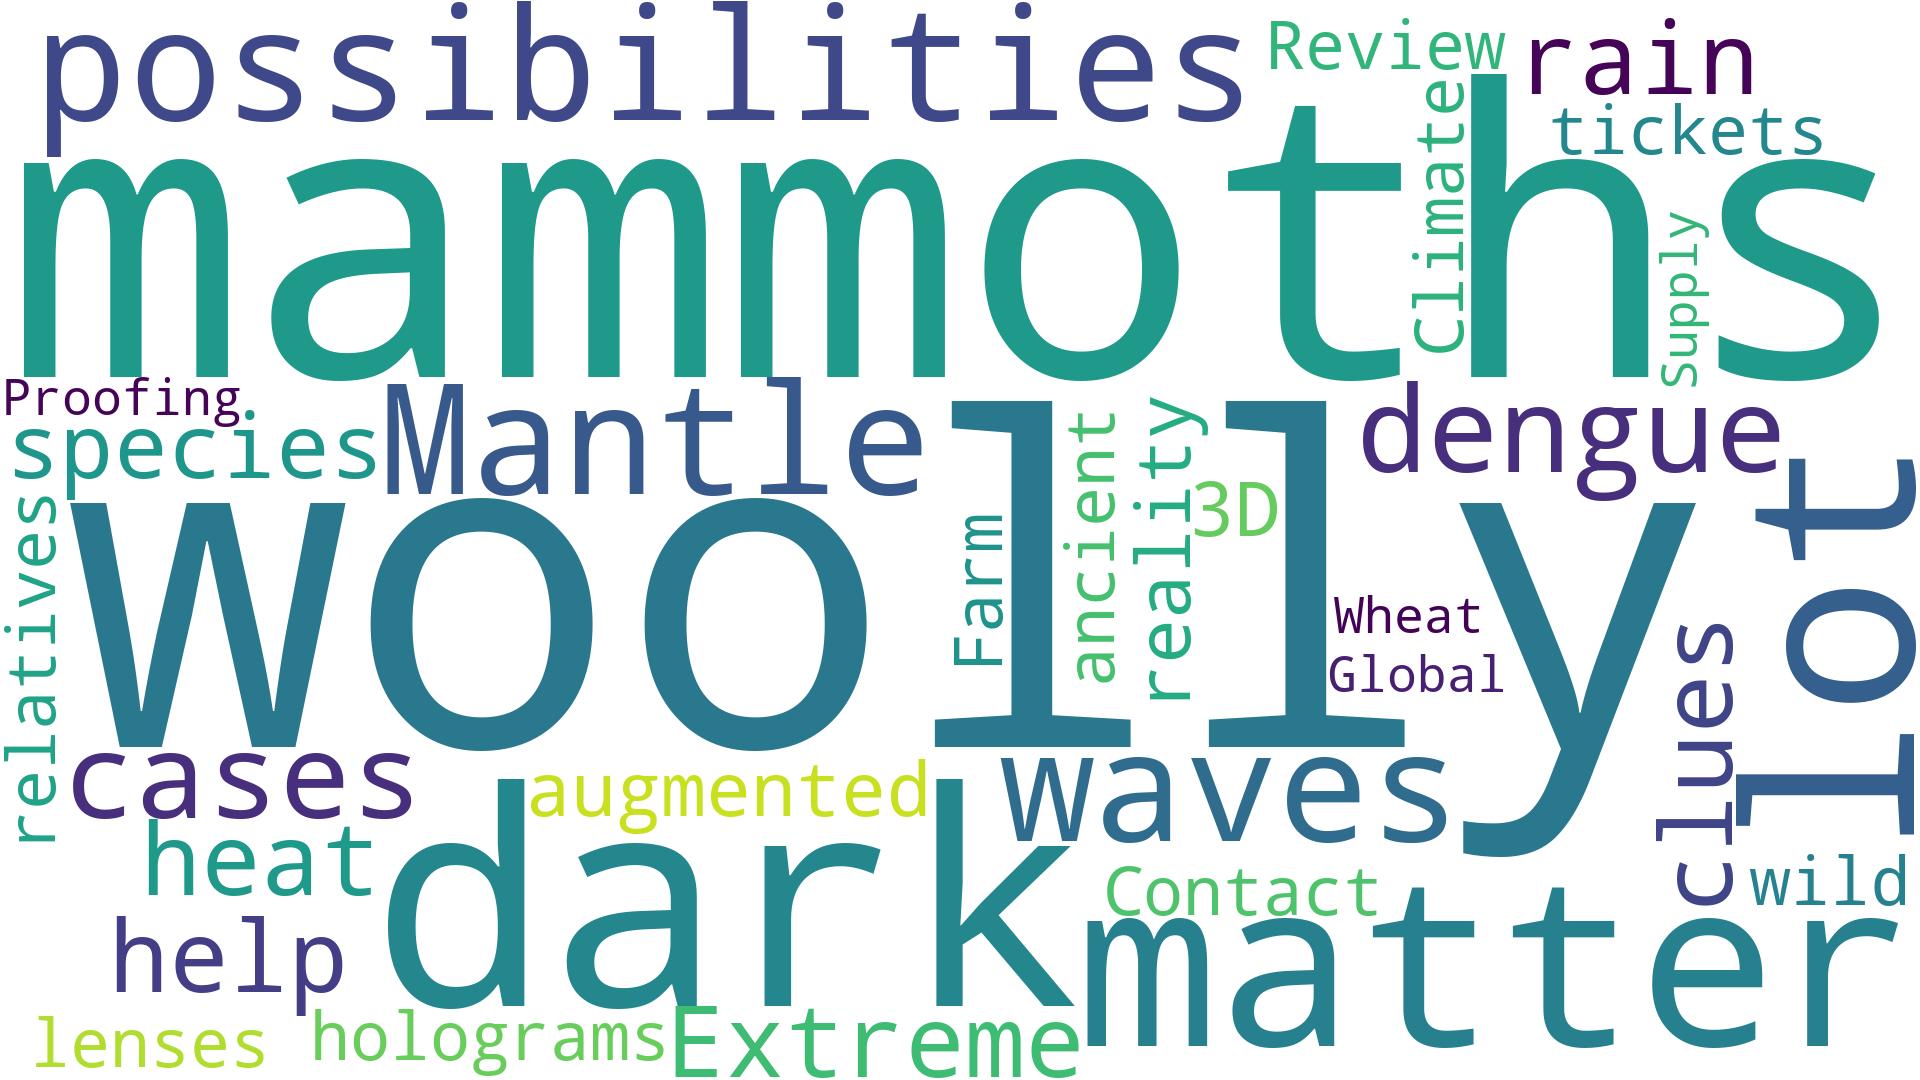 possibilities
Review
rain
tickets
mammoths
Climate
Supply
Proofing
species
Mantle
dengue
relatives
woolly
Farm
ancient
reality
3D
Wheat
Global
lot
clues
cases
augmented
waves
heat
dark
Contact
wild
matter
help
lenses
holograms
Extreme